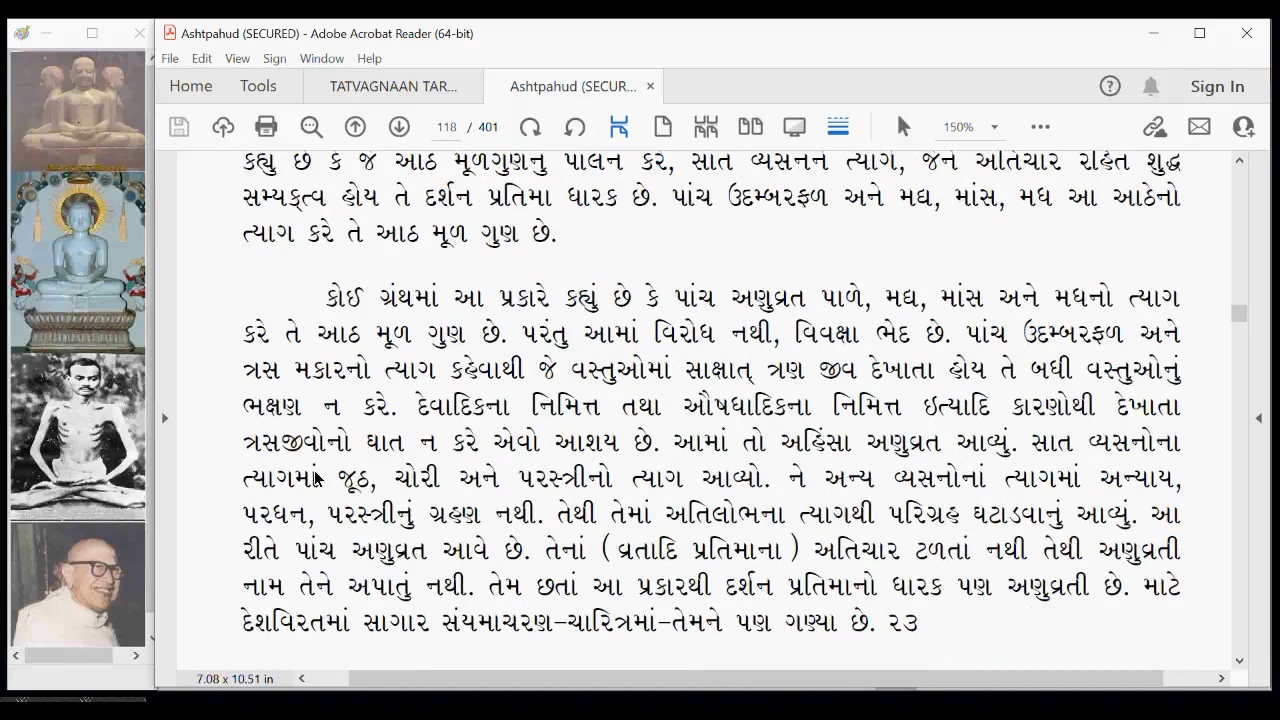 Ashtpahud (SECURED) - Adobe Acrobat Reader (64-bit)
File Edit View Sign Window Help
Home Tools TATVAGNAAN TAR... Ashtpahud (SECUR... × Sign In
118 / 401 150%
કહ્યું છે કે જે આઠ મૂળગુણનું પાલન કરે, સાત વ્યસનને ત્યાગે, જેને અતિચાર રહિત શુદ્ધ
સમ્યક્ત્વ હોય તે દર્શન પ્રતિમા ધારક છે. પાંચ ઉદમ્બરફળ અને મદ્ય, માંસ, મધ આ આઠેનો
ત્યાગ કરે તે આઠ મૂળ ગુણ છે.
કોઈ ગ્રંથમાં આ પ્રકારે કહ્યું છે કે પાંચ અણુવ્રત પાળે, મદ્ય, માંસ અને મધનો ત્યાગ
કરે તે આઠ મૂળ ગુણ છે. પરંતુ આમાં વિરોધ નથી, વિવક્ષા ભેદ છે. પાંચ ઉદમ્બરફળ અને
ત્રસ મકારનો ત્યાગ કહેવાથી જે વસ્તુઓમાં સાક્ષાત્ ત્રણ જીવ દેખાતા હોય તે બધી વસ્તુઓનું
ભક્ષણ ન કરે. દેવાદિકના નિમિત્ત તથા ઔષધાદિકના નિમિત્ત ઇત્યાદિ કારણોથી દેખાતા
ત્રસજીવોનો ઘાત ન કરે એવો આશય છે. આમાં તો અહિંસા અણુવ્રત આવ્યું. સાત વ્યસનોના
ત્યાગમાં જૂઠ, ચોરી અને પરસ્ત્રીનો ત્યાગ આવ્યો. ને અન્ય વ્યસનોનાં ત્યાગમાં અન્યાય,
પરધન, પરસ્ત્રીનું ગ્રહણ નથી. તેથી તેમાં અતિલોભના ત્યાગથી પરિગ્રહ ઘટાડવાનું આવ્યું. આ
રીતે પાંચ અણુવ્રત આવે છે. તેનાં (વ્રતાદિ પ્રતિમાના) અતિચાર ટળતાં નથી તેથી અણુવ્રતી
નામ તેને અપાતું નથી. તેમ છતાં આ પ્રકારથી દર્શન પ્રતિમાનો ધારક પણ અણુવ્રતી છે. માટે
દેશવિરતમાં સાગાર સંયમાચરણ-ચારિત્રમાં-તેમને પણ ગણ્યા છે. ૨૩
7.08 x 10.51 in